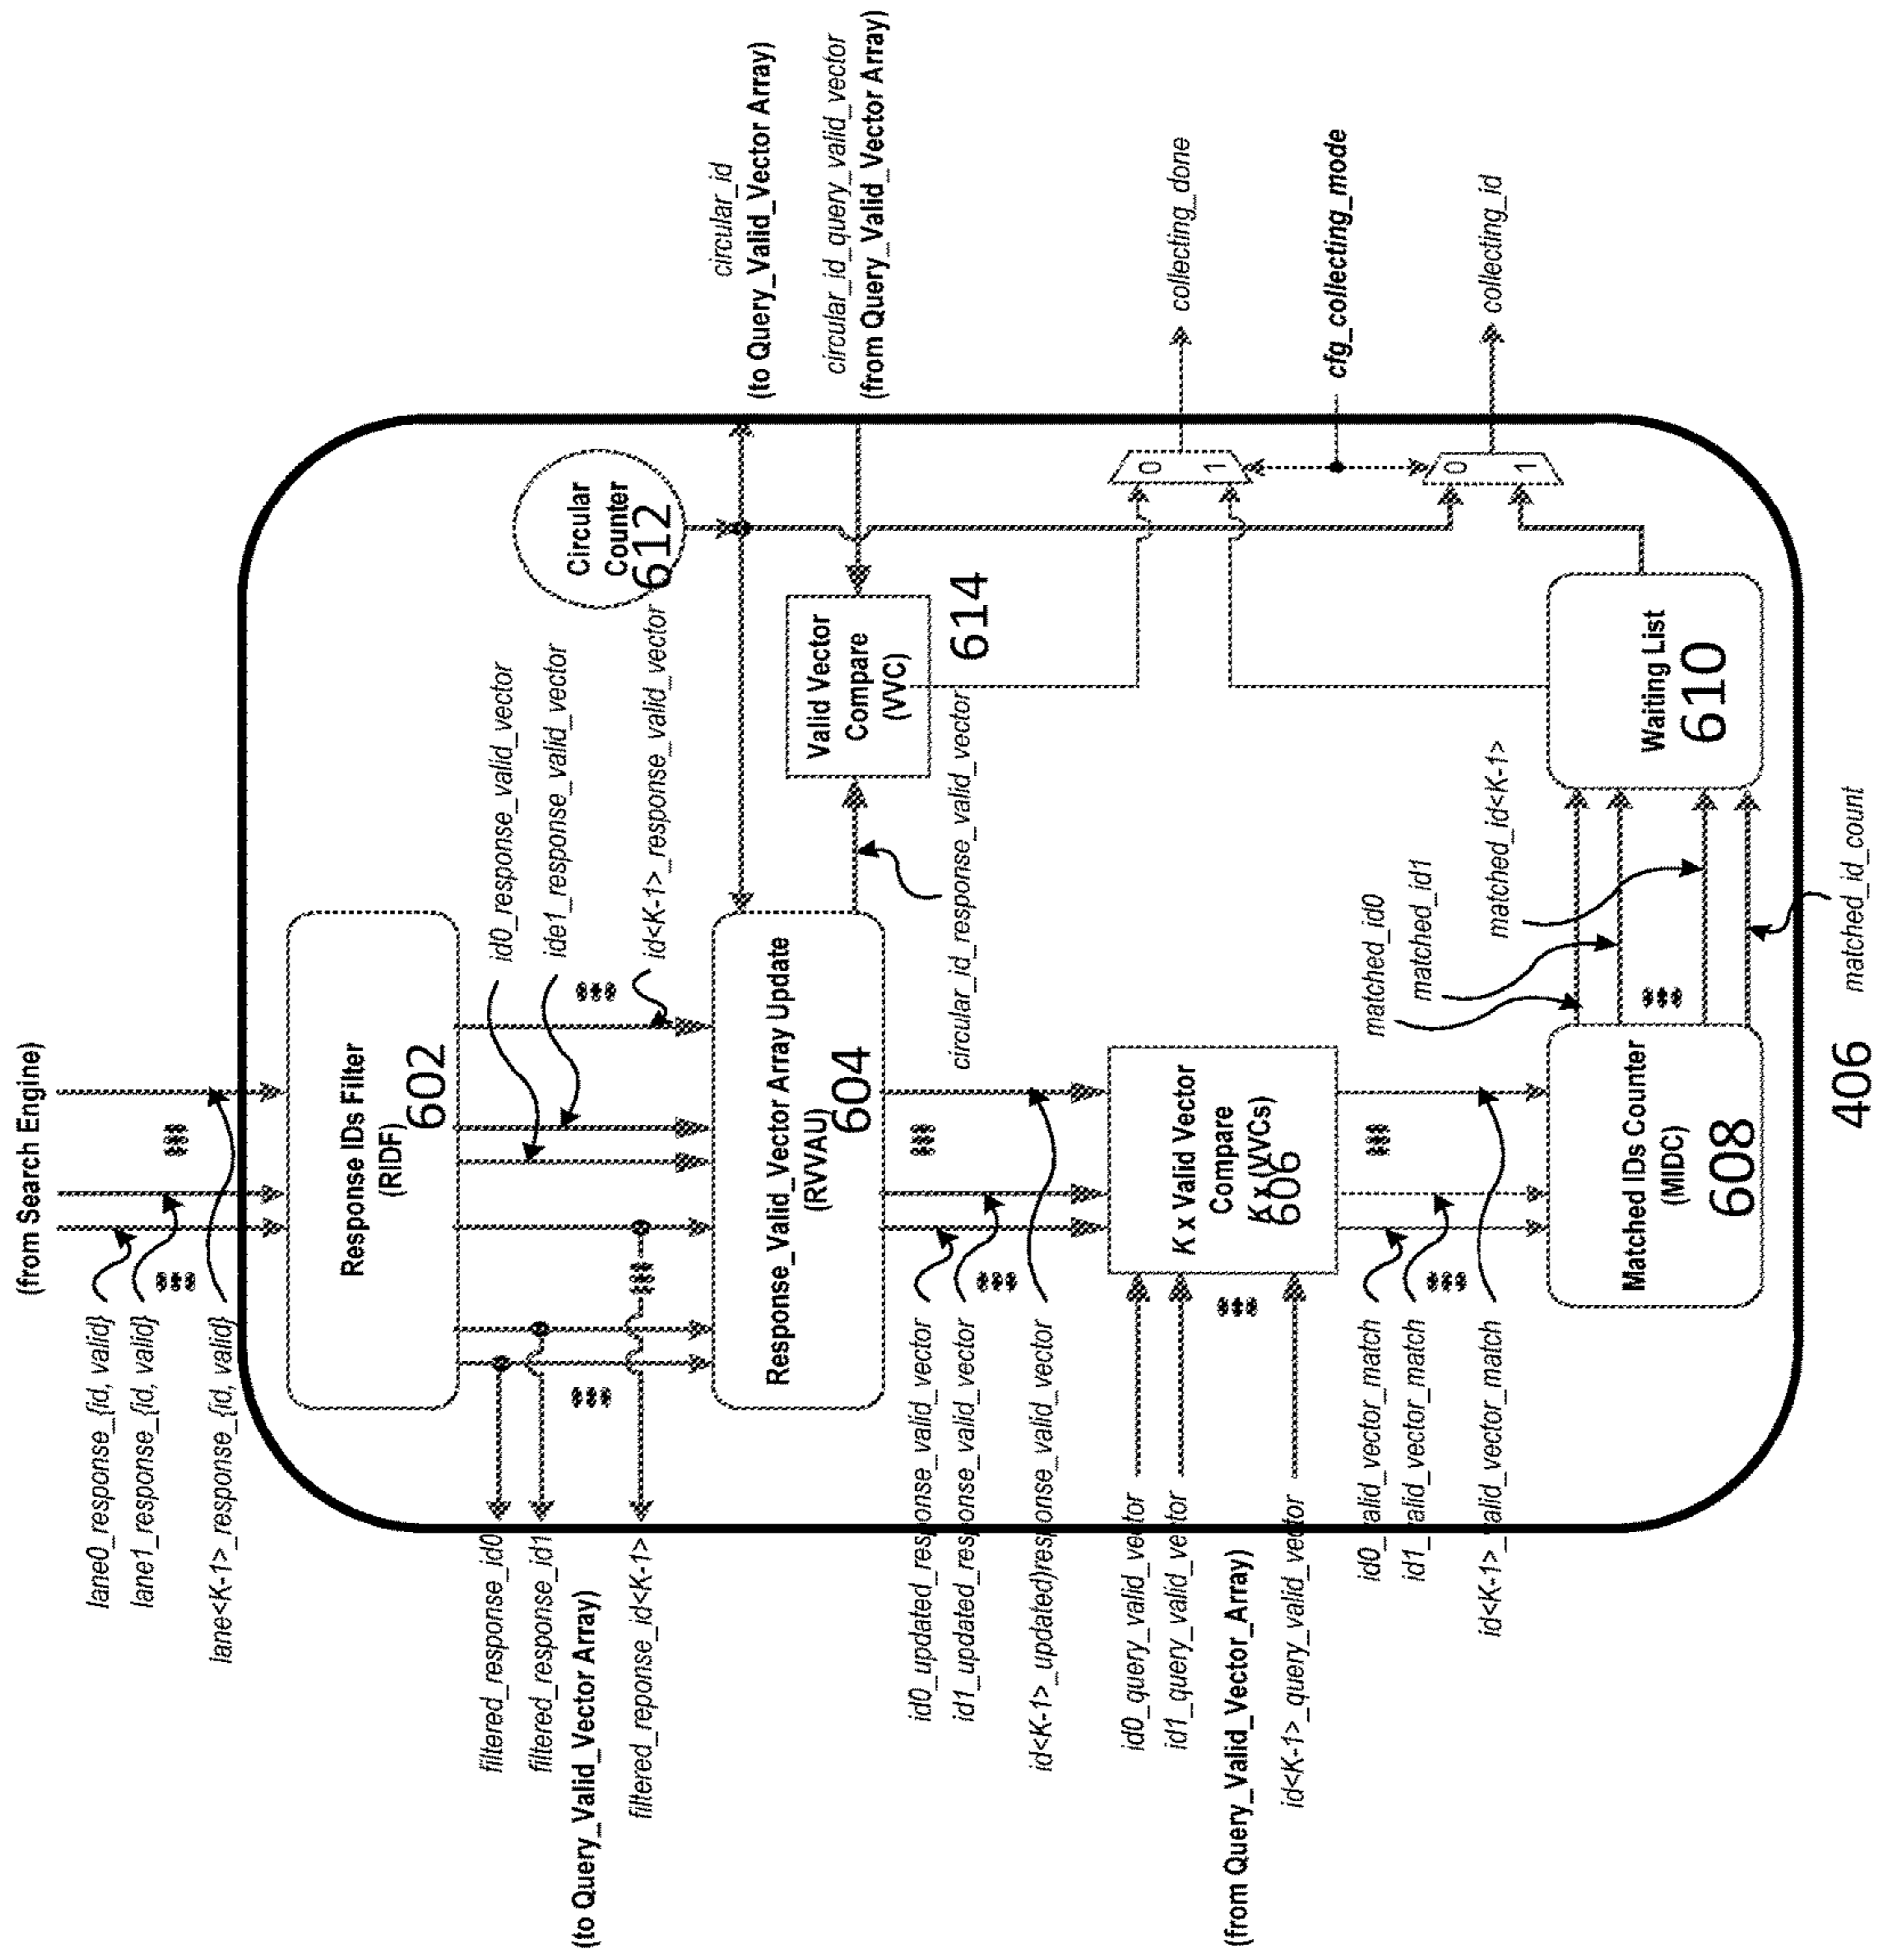 (from Search Engine)
lane0_response_{id, valid}
lane1_response_{id, valid}
lane<K-1>_response_{id, valid}
Response IDs Filter
(RIDF)
602
filtered_response_id0
filtered_response_id1
(to Query_Valid_Vector Array)
filtered_reponse_id<K-1>
id0_response_valid_vector
ide1_response_valid_vector
id<K-1>_response_valid_vector
Circular
Counter
612
circular_id
(to Query_Valid_Vector Array)
circular_id_query_valid_vector
(from Query_Valid_Vector Array)
Response_Valid_Vector Array Update
(RVVAU)
604
Valid Vector
Compare
(VVC)
614
circular_id_response_valid_vector
id0_updated_response_valid_vector
id1_updated_response_valid_vector
id<K-1>_updated)response_valid_vector
K x Valid Vector
Compare
K x (VVCs)
606
id0_query_valid_vector
id1_query_valid_vector
(from Query_Valid_Vector_Array)
id<K-1>_query_valid_vector
0
1
collecting_done
cfg_collecting_mode
0
1
collecting_id
id0_valid_vector_match
id1_valid_vector_match
id<K-1>_valid_vector_match
Matched IDs Counter
(MIDC)
608
matched_id0
matched_id1
matched_id<K-1>
matched_id_count
Waiting List
610
406